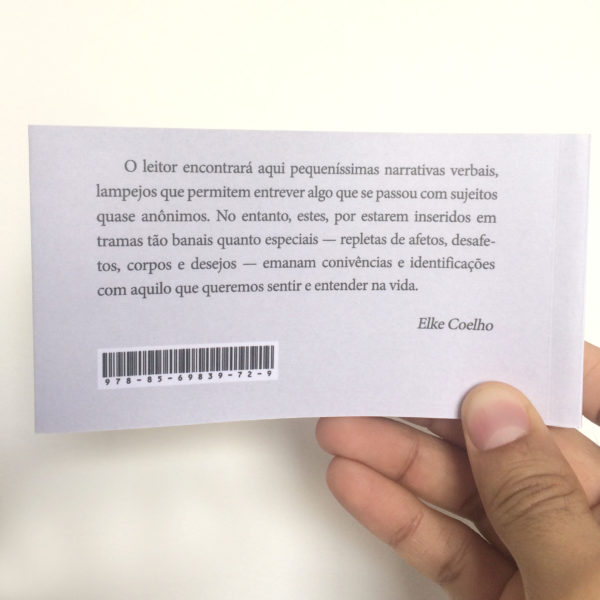 O leitor encontrará aqui pequeníssimas narrativas verbais,
lampejos que permitem entrever algo que se passou com sujeitos
quase anônimos. No entanto, estes, por estarem inseridos em
tramas tão banais quanto especiais — repletas de afetos, desafe-
tos, corpos e desejos — emanam conivências e identificações
com aquilo que queremos sentir e entender na vida.
Elke Coelho
978-85-69839-72-9